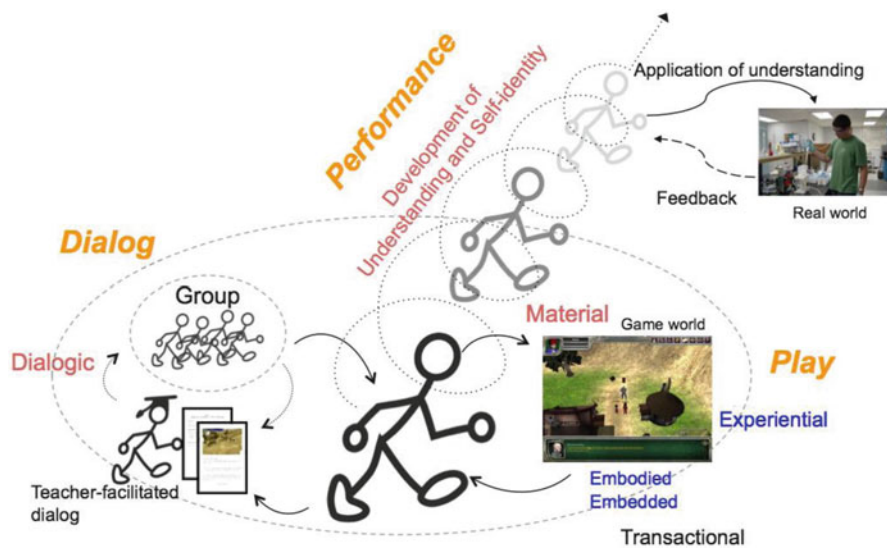 Performance
Development of
Understanding and Self-identity
Application of understanding
Feedback
Real world
Dialog
Group
Dialogic
Teacher-facilitated
dialog
Material
Game world
Play
Experiential
Embodied
Embedded
Transactional